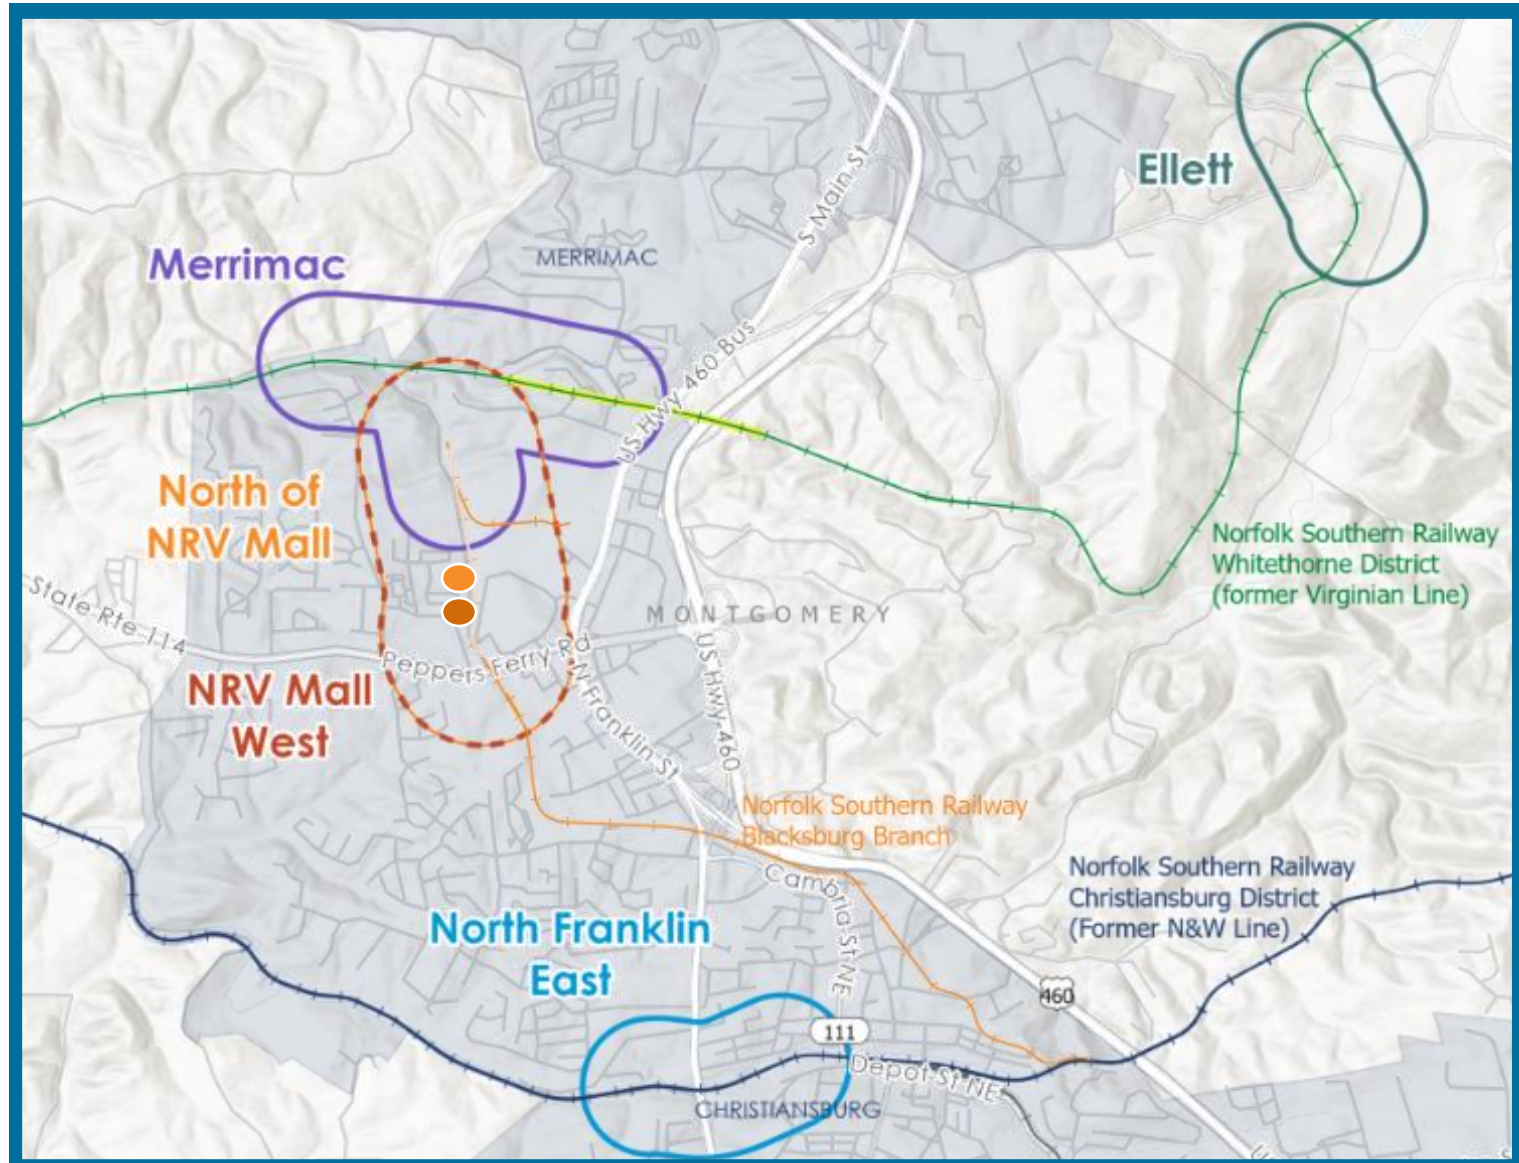 S Main St
Ellett
MERRIMAC
Merrimac
US Hwy 460 Bus
North of
NRV Mall
Norfolk Southern Railway
Whitethorne District
(former Virginian Line)
State Rte 114
MONTGOMERY
Peppers Ferry Rd
US Hwy 460
NRV Mall
West
N Franklin St
Norfolk Southern Railway
Blacksburg Branch
Cambria St NE
Norfolk Southern Railway
Christiansburg District
(Former N&W Line)
North Franklin
East
460
111
Depot St NE
CHRISTIANSBURG